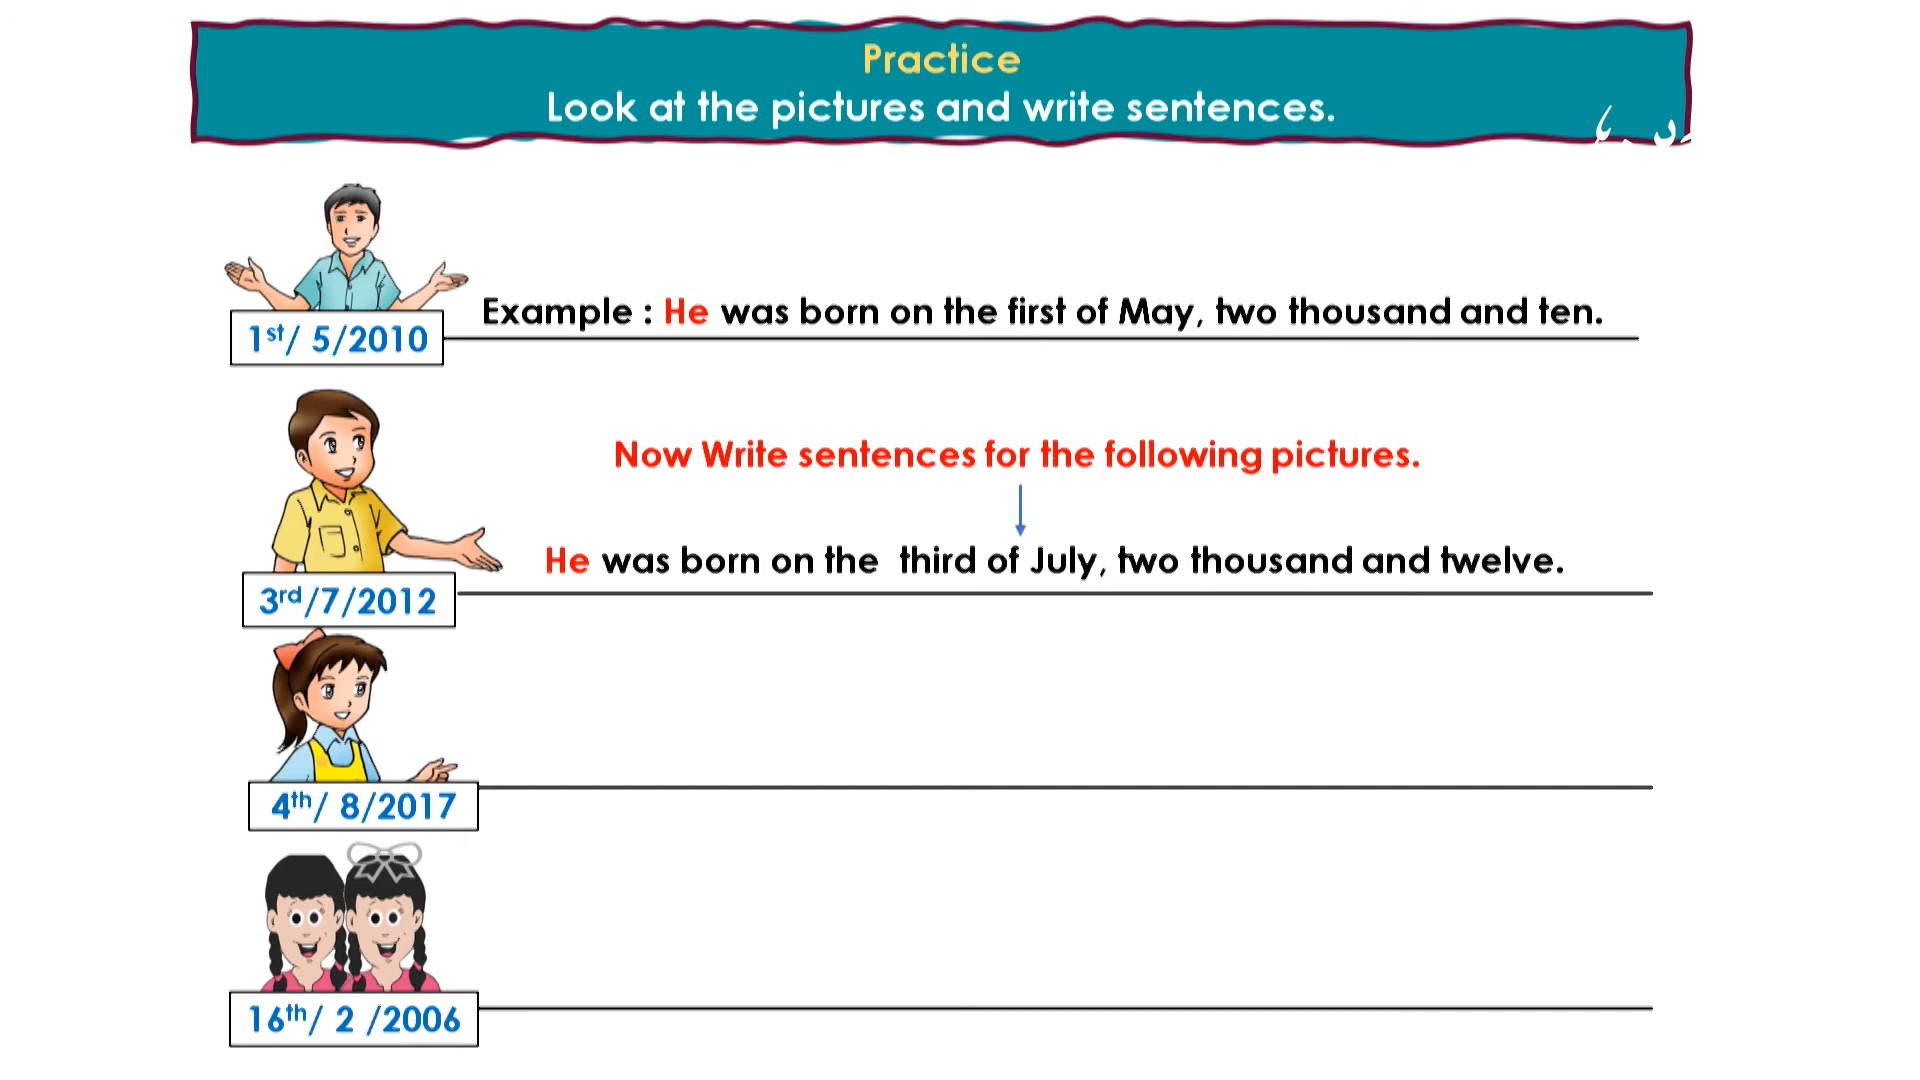 Practice
Look at the pictures and write sentences.
Example : He was born on the first of May, two thousand and ten.
1st/ 5/2010
Now Write sentences for the following pictures.
He was born on the third of July, two thousand and twelve.
3rd/7/2012
4th/ 8/2017
16th/ 2 /2006